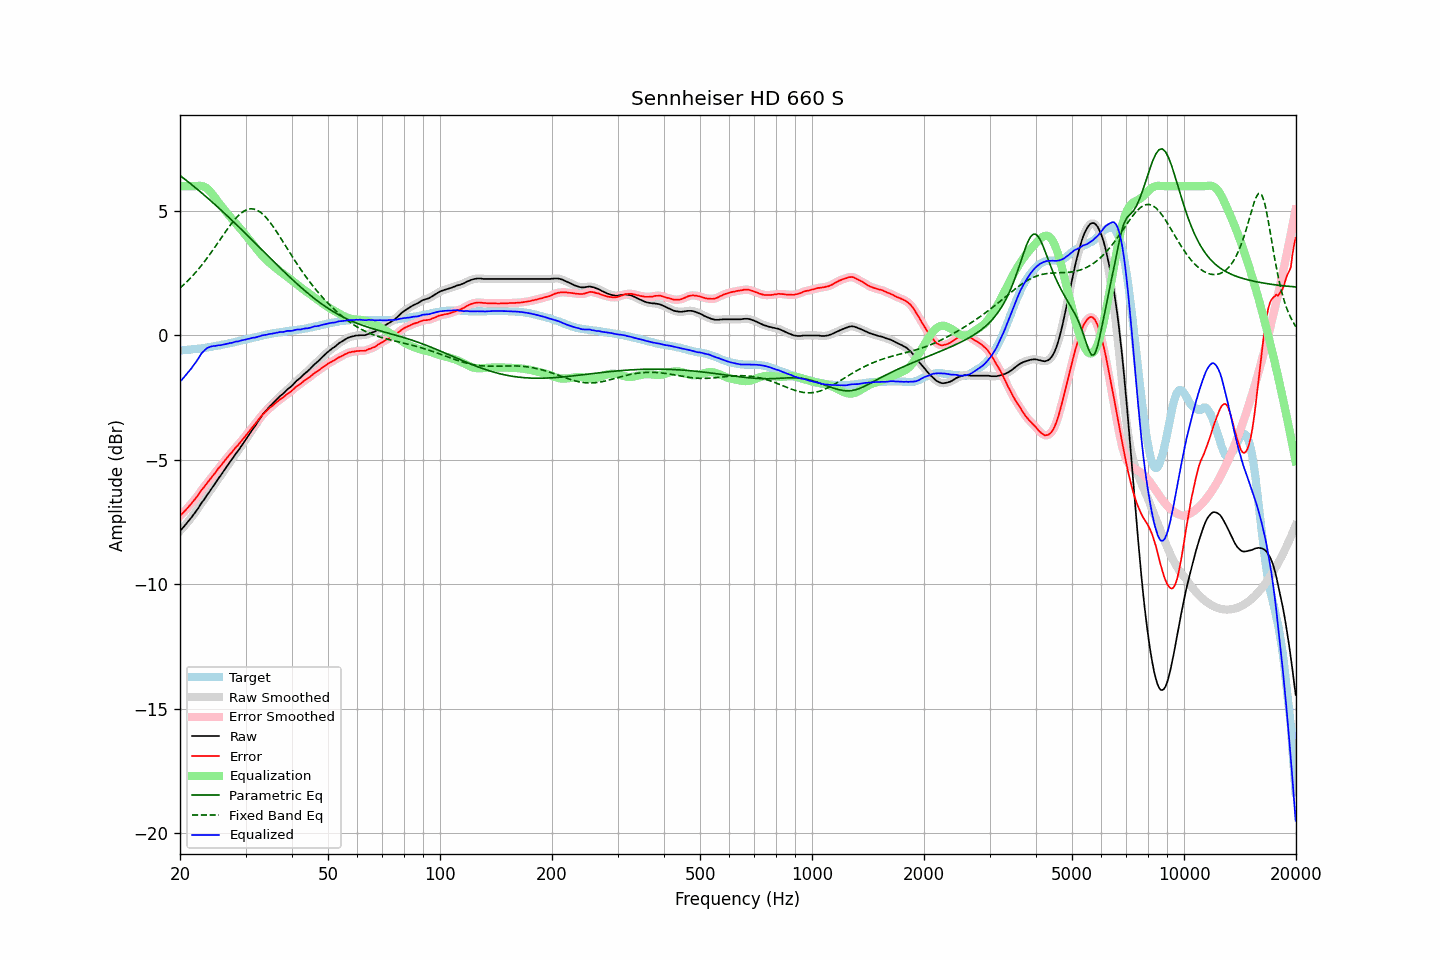 Sennheiser HD 660 S
Amplitude (dBr)
5
0
−5
−10
−15
−20
Target
Raw Smoothed
Error Smoothed
Raw
Error
Equalization
Parametric Eq
Fixed Band Eq
Equalized
20 50 100 200 500 1000 2000 5000 10000 20000
Frequency (Hz)